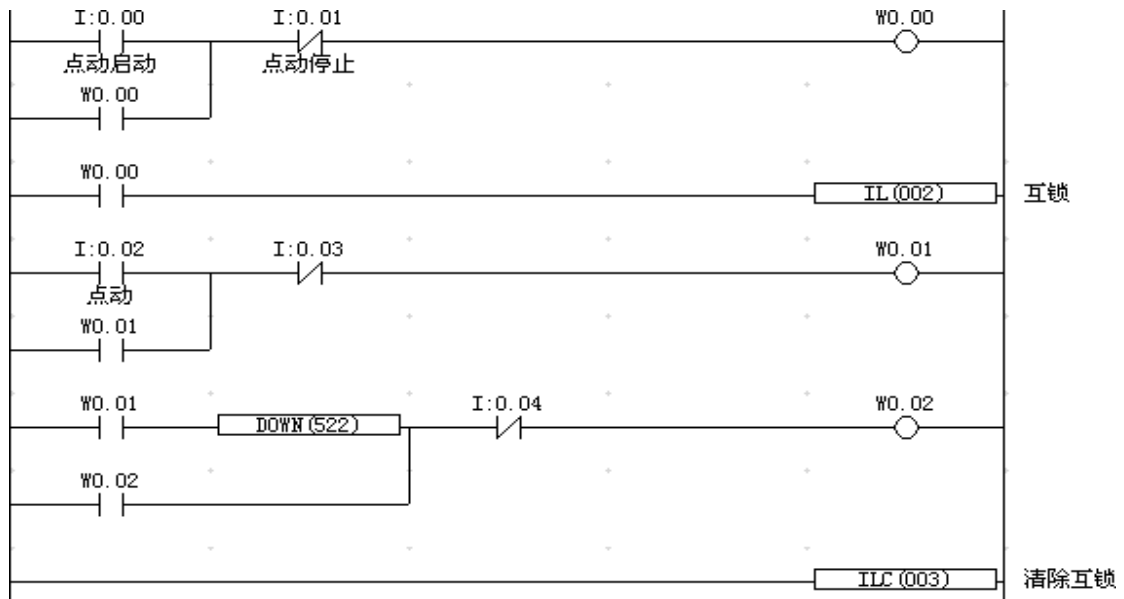 I:0.00 I:0.01 W0.00
点动启动 点动停止
W0.00
W0.00
IL(002) 互锁
I:0.02 I:0.03 W0.01
点动
W0.01
W0.01 I:0.04 W0.02
DOWN(522)
W0.02
ILC(003) 清除互锁